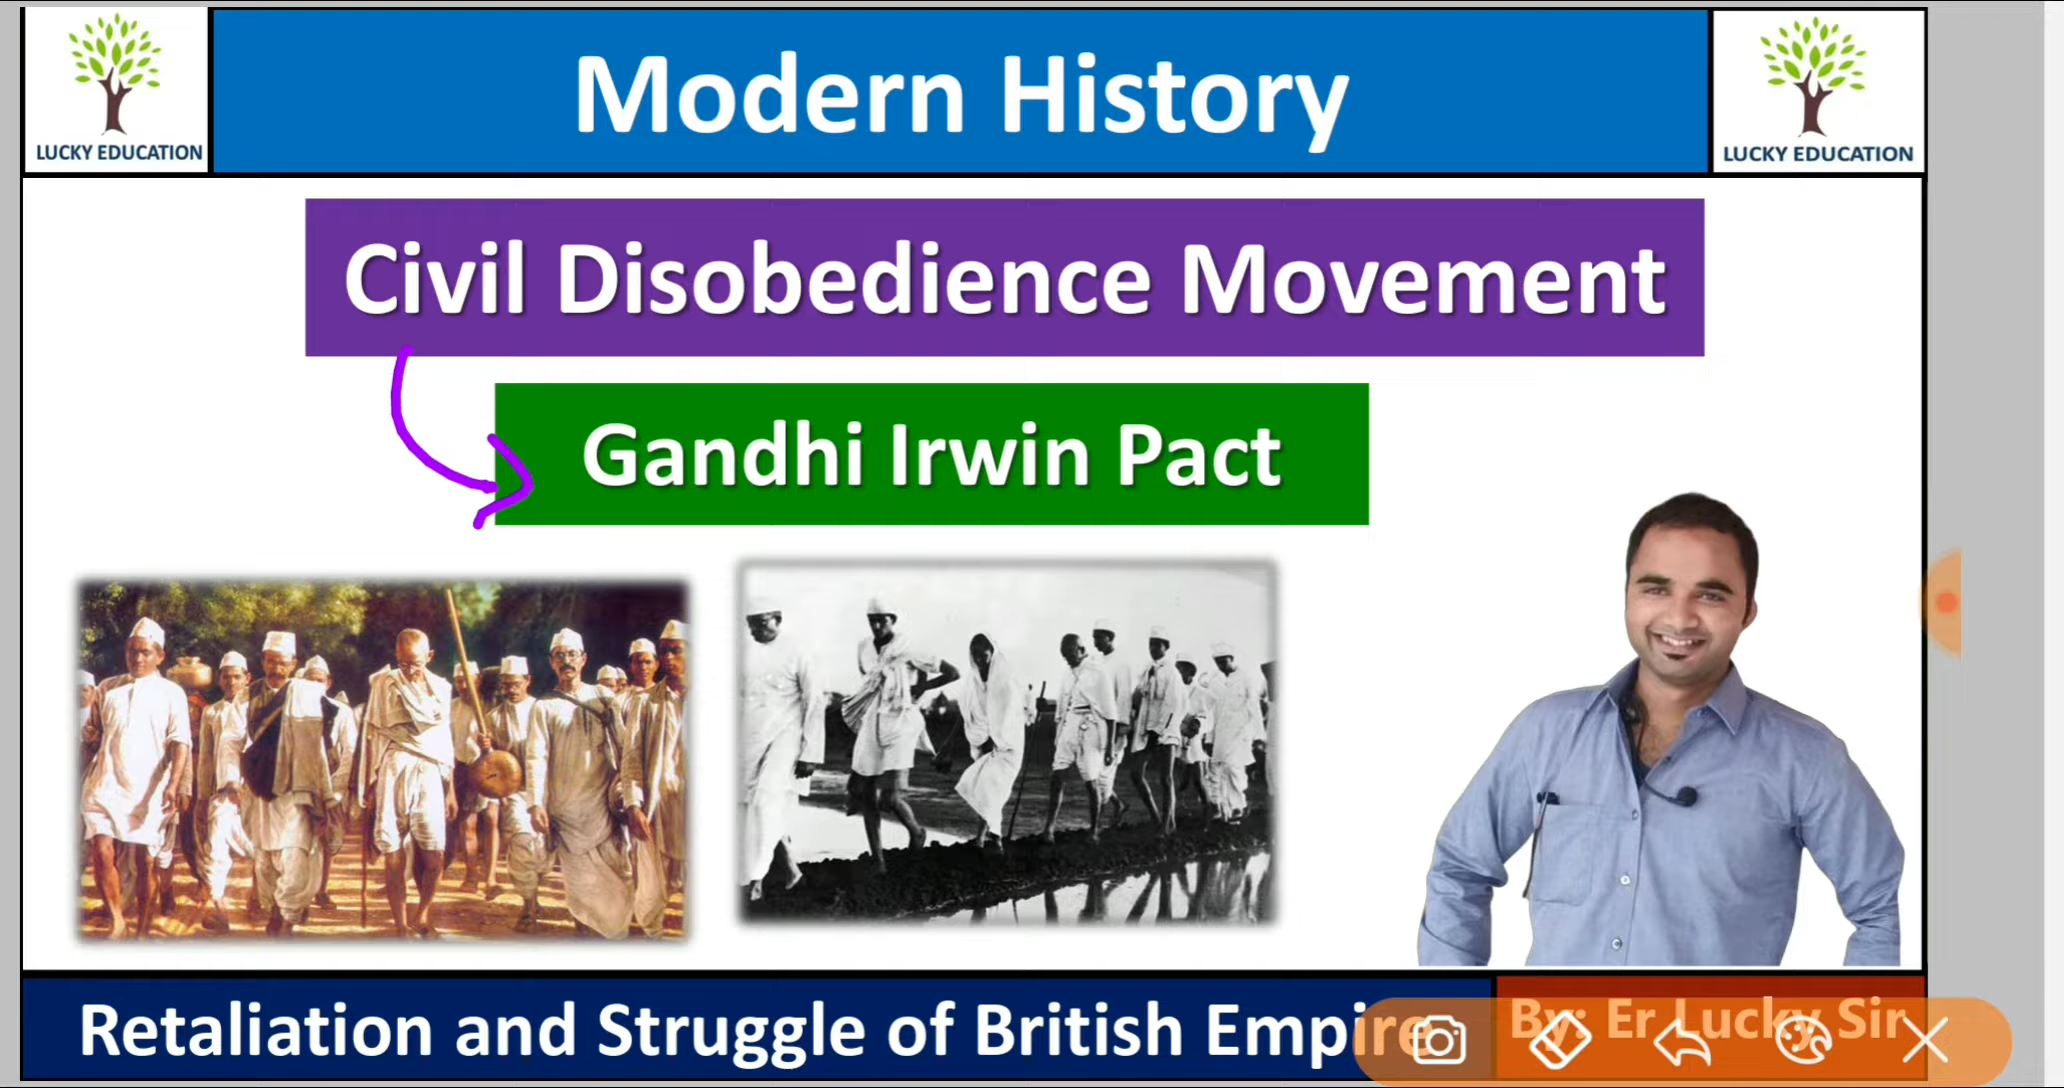 LUCKY EDUCATION
Modern History
LUCKY EDUCATION
Civil Disobedience Movement
Gandhi Irwin Pact
Retaliation and Struggle of British Empire
By: Er Lucky Sir